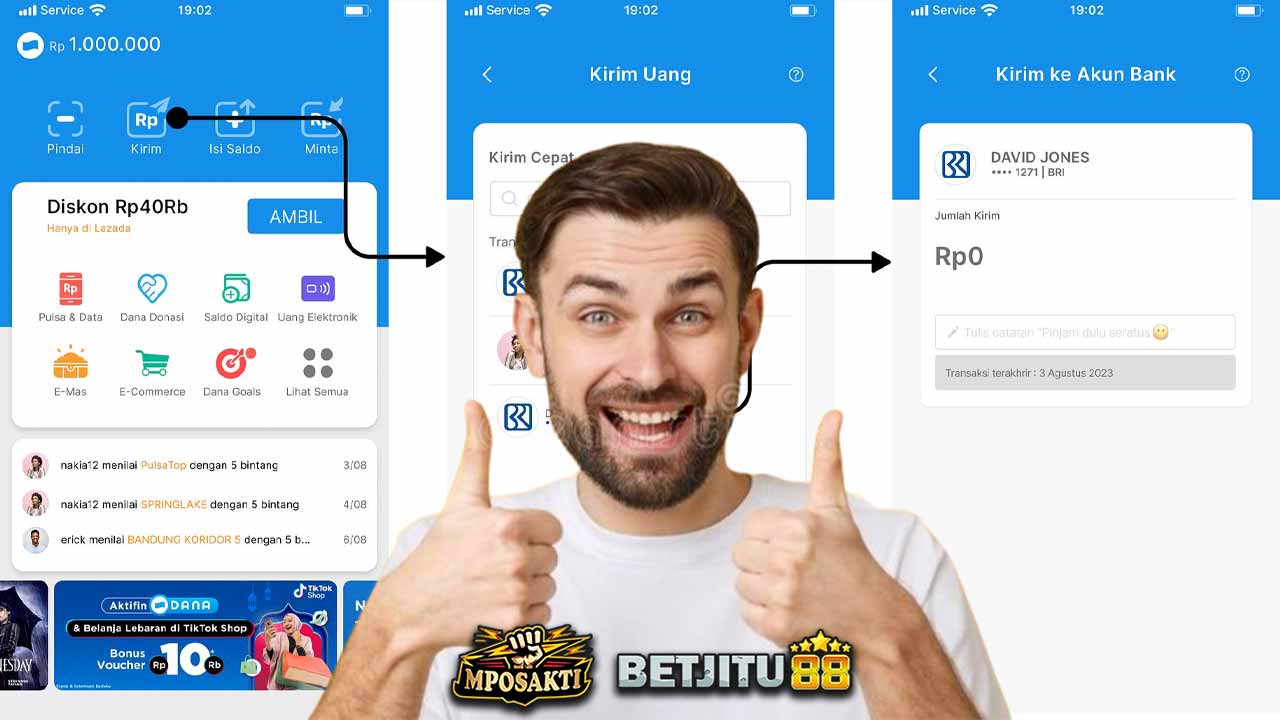 Service
19:02
Rp 1.000.000
Pindai
Rp
Kirim
Isi Saldo
Rp
Minta
Diskon Rp40Rb
Hanya di Lazada
AMBIL
Rp
Pulsa & Data
Dana Donasi
Saldo Digital
Uang Elektronik
E-Mas
E-Commerce
Dana Goals
Lihat Semua
nakia12 menilai PulsaTop dengan 5 bintang
3/08
nakia12 menilai SPRINGLAKE dengan 5 bintang
4/08
erick menilai BANDUNG KORIDOR 5 dengan 5 b...
6/08
Aktifin DANA
TikTok Shop
& Belanja Lebaran di TikTok Shop
Bonus Voucher Rp 10 Rb
Service
19:02
Kirim Uang
Kirim Cepat
Service
19:02
Kirim ke Akun Bank
DAVID JONES
•••• 1271 | BRI
Jumlah Kirim
Rp0
Tulis catatan "Pinjam dulu seratus 😬"
Transaksi terakhrir : 3 Agustus 2023
MPOSAKTI
BETJITU88